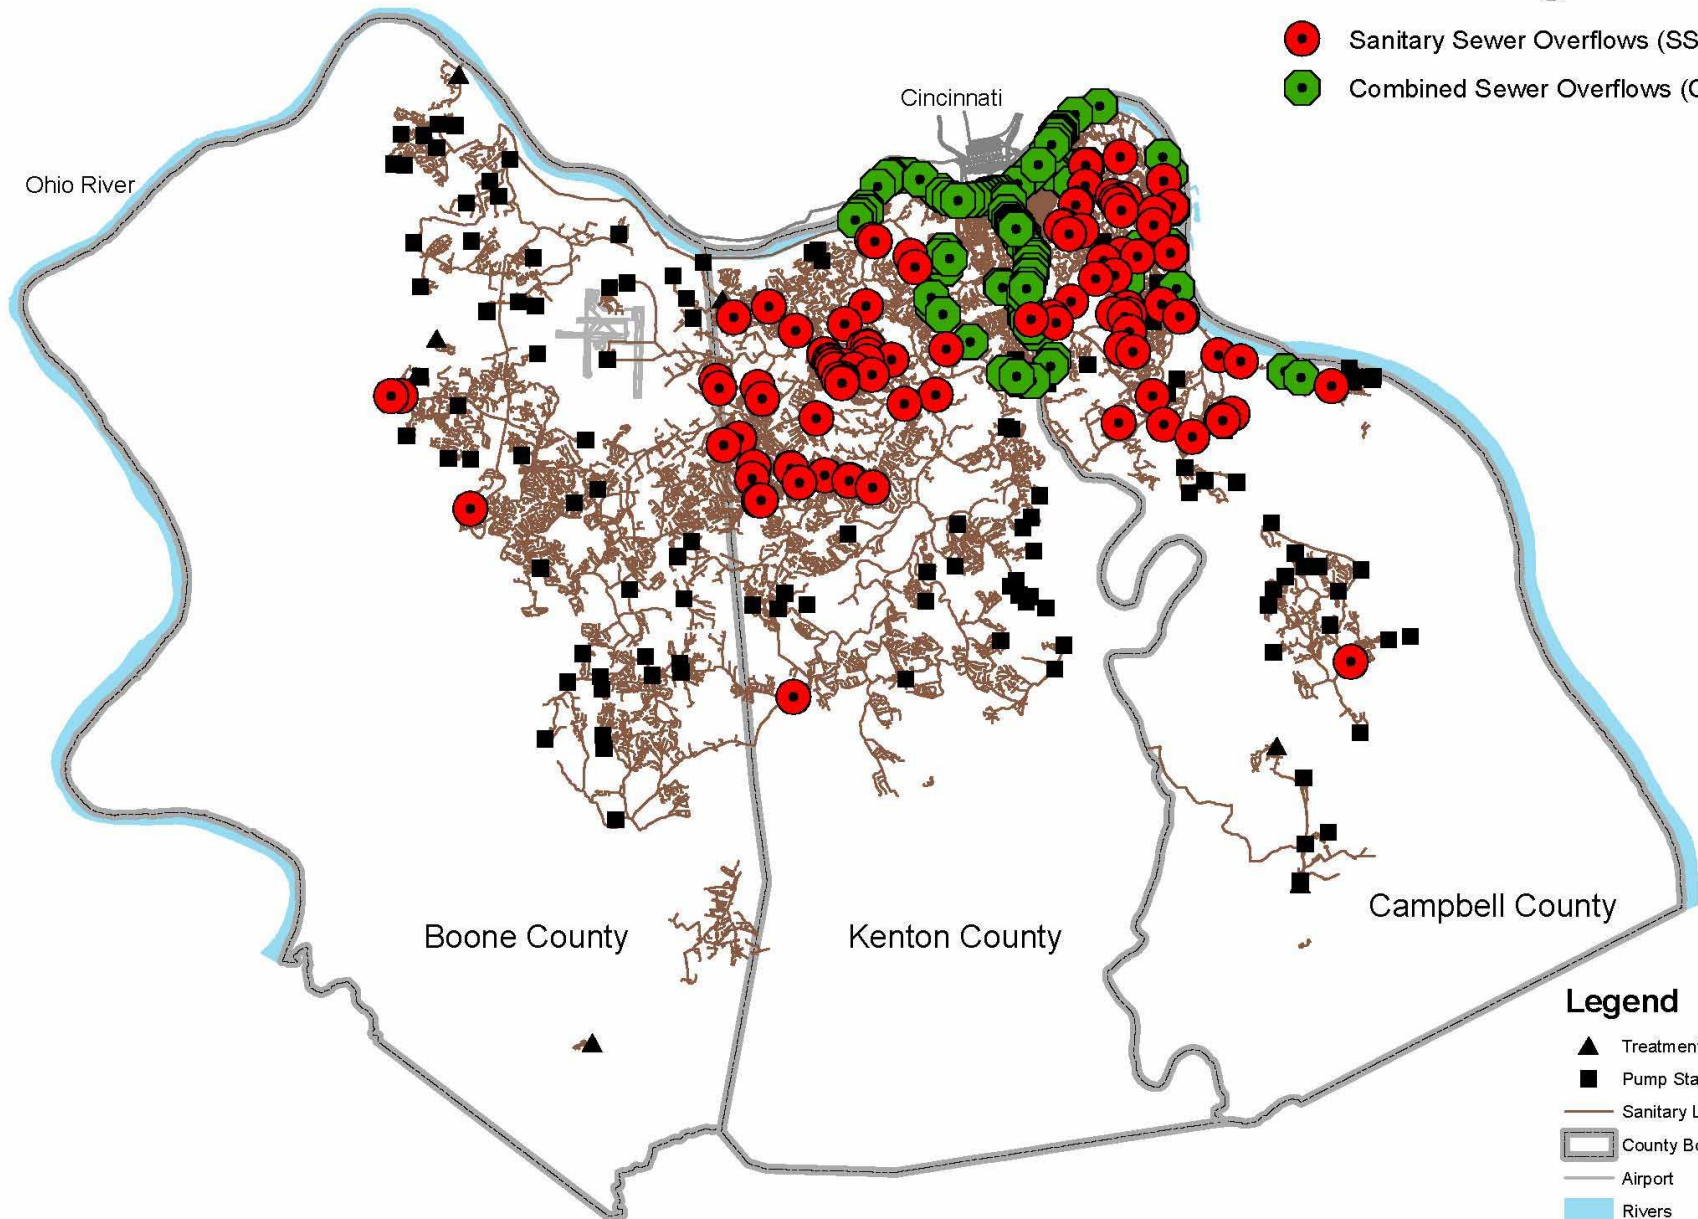 Sanitary Sewer Overflows (SS
Combined Sewer Overflows (C
Cincinnati
Ohio River
Boone County
Kenton County
Campbell County
Legend
Treatmen
Pump Sta
Sanitary L
County Bo
Airport
Rivers